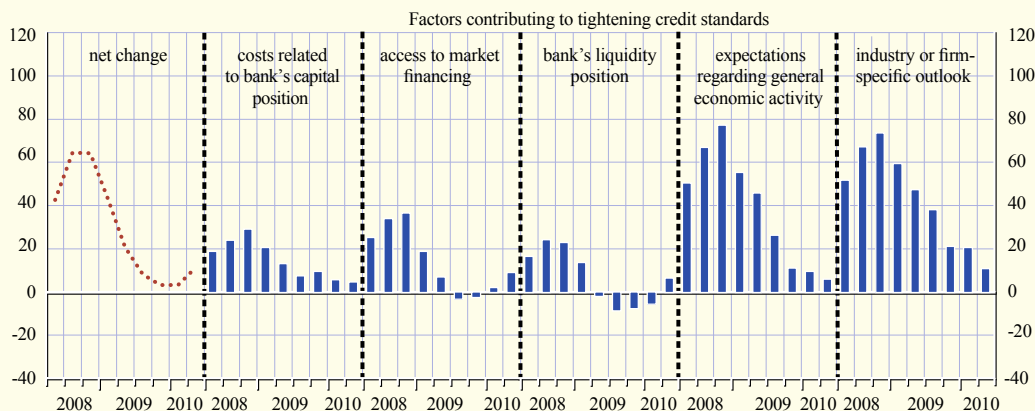 Factors contributing to tightening credit standards
120
100
80
60
40
20
0
-20
-40
net change
costs related
to bank's capital
position
access to market
financing
bank's liquidity
position
expectations
regarding general
economic activity
industry or firm-
specific outlook
120
100
80
60
40
20
0
-20
-40
2008 2009 2010 2008 2009 2010 2008 2009 2010 2008 2009 2010 2008 2009 2010 2008 2009 2010